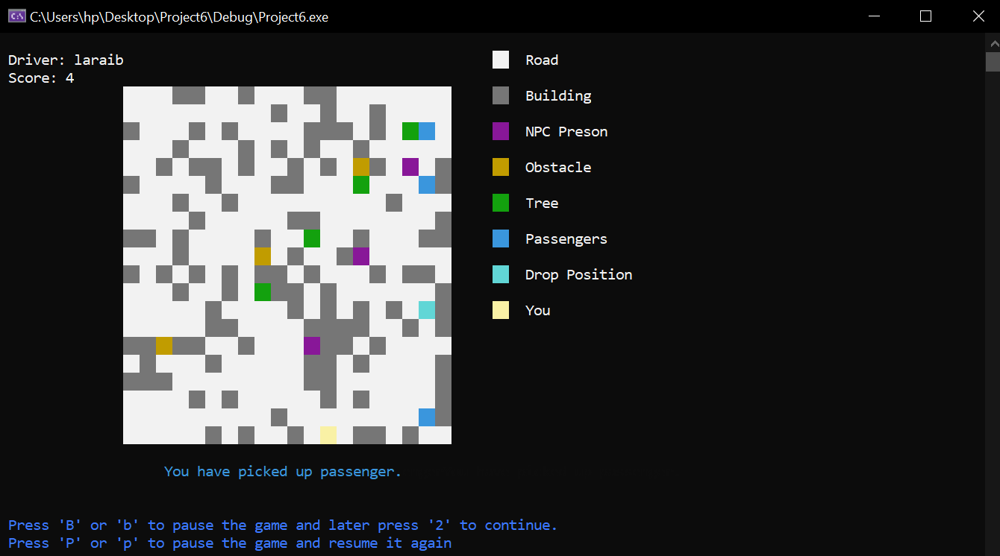 C:\Users\hp\Desktop\Project6\Debug\Project6.exe
Driver: laraib
Score: 4
Road
Building
NPC Preson
Obstacle
Tree
Passengers
Drop Position
You
You have picked up passenger.
Press 'B' or 'b' to pause the game and later press '2' to continue.
Press 'P' or 'p' to pause the game and resume it again